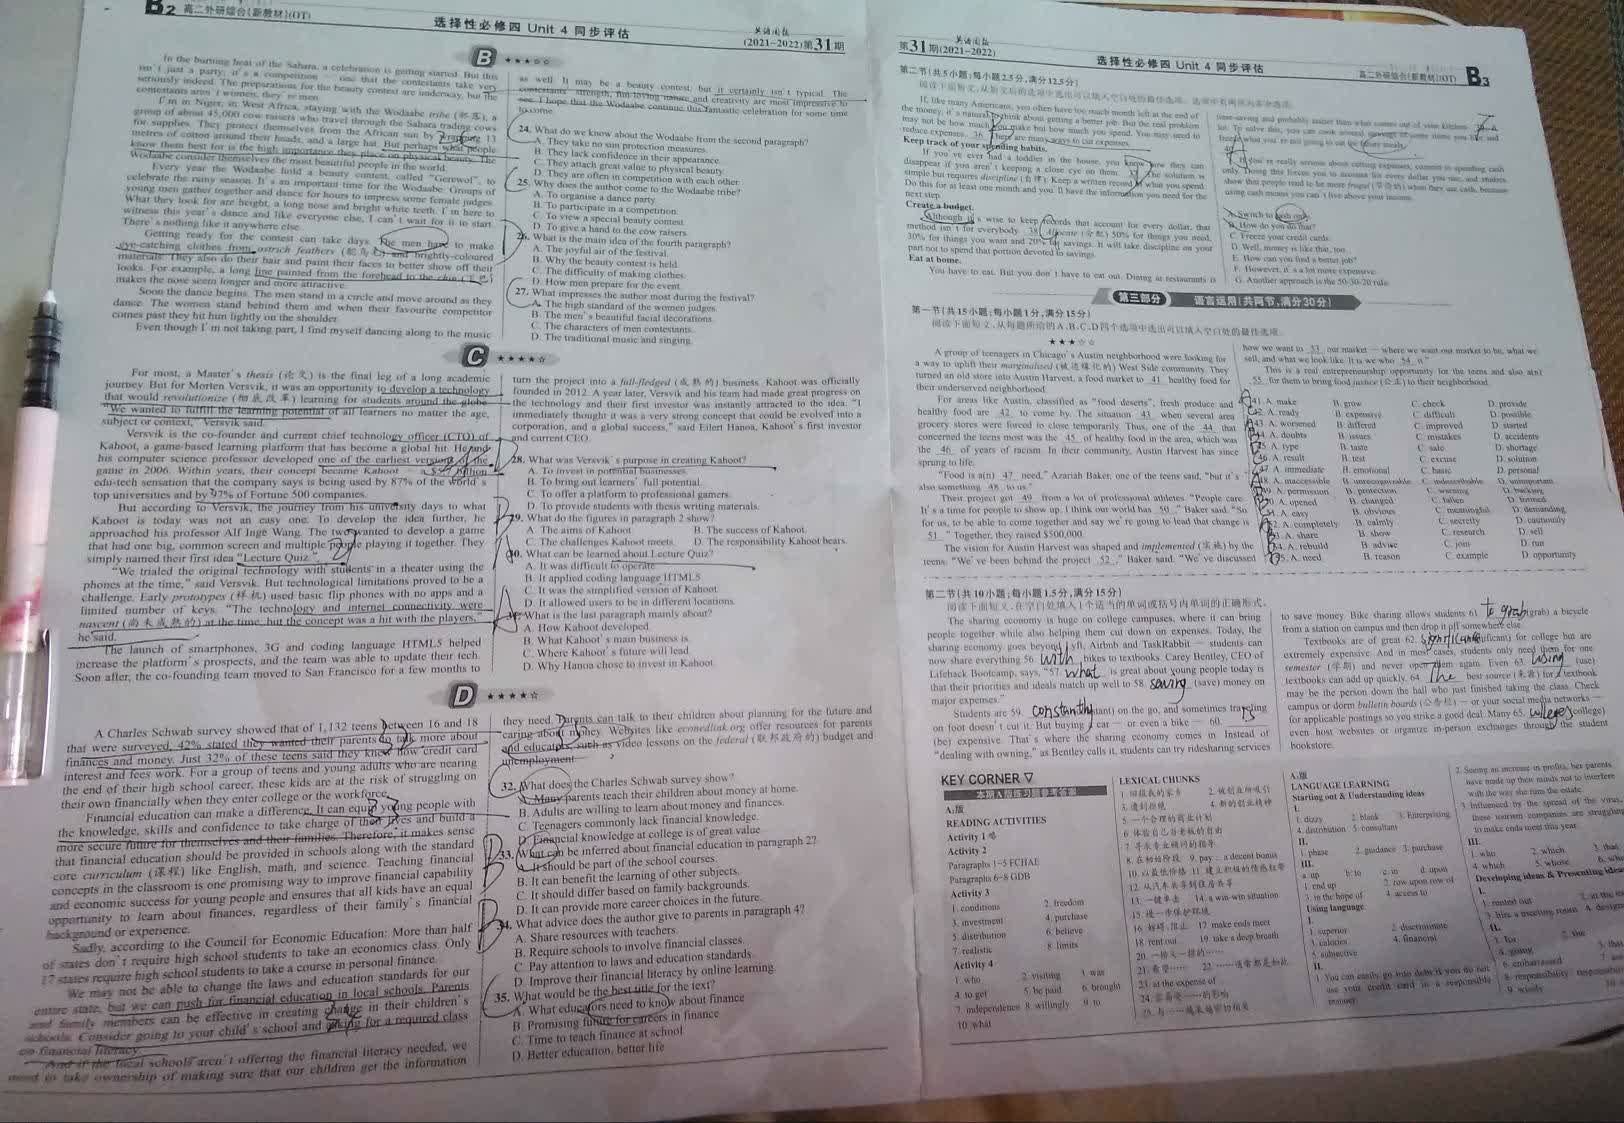 B2 高二外研综合(新教材)(OT)
选择性必修四 Unit 4 同步评估
英语周报
(2021-2022)第31期
B ★★★☆☆
In the burning heat of the Sahara, a celebration is getting started. But this
isn't just a party; it's a competition — one that the contestants take very
seriously indeed. The preparations for the beauty contest are underway, but the
contestants aren't women, they're men.
I'm in Niger, in West Africa, staying with the Wodaabe tribe (部落), a
group of about 45,000 cow raisers who travel through the Sahara trading cows
for supplies. They protect themselves from the African sun by wrapping 13
metres of cotton around their heads, and a large hat. But perhaps what people
know them best for is the high importance they place on physical beauty. The
Wodaabe consider themselves the most beautiful people in the world.
Every year the Wodaabe hold a beauty contest, called "Gerewol", to
celebrate the rainy season. It's an important time for the Wodaabe. Groups of
young men gather together and dance for hours to impress some female judges.
What they look for are height, a long nose and bright white teeth. I'm here to
witness this year's dance and like everyone else, I can't wait for it to start.
There's nothing like it anywhere else.
Getting ready for the contest can take days. The men have to make
eye-catching clothes from ostrich feathers (鸵鸟毛) and brightly-coloured
materials. They also do their hair and paint their faces to better show off their
looks. For example, a long line painted from the forehead to the chin (下巴)
makes the nose seem longer and more attractive.
Soon the dance begins. The men stand in a circle and move around as they
dance. The women stand behind them and when their favourite competitor
comes past they hit him lightly on the shoulder.
Even though I'm not taking part, I find myself dancing along to the music
as well. It may be a beauty contest, but it certainly isn't typical. The
contestants' strength, fun-loving nature and creativity are most impressive to
see. I hope that the Wodaabe continue this fantastic celebration for some time
to come.
24. What do we know about the Wodaabe from the second paragraph?
A. They take no sun protection measures.
B. They lack confidence in their appearance.
C. They attach great value to physical beauty.
D. They are often in competition with each other.
25. Why does the author come to the Wodaabe tribe?
A. To organise a dance party.
B. To participate in a competition.
C. To view a special beauty contest.
D. To give a hand to the cow raisers.
26. What is the main idea of the fourth paragraph?
A. The joyful air of the festival.
B. Why the beauty contest is held.
C. The difficulty of making clothes.
D. How men prepare for the event.
27. What impresses the author most during the festival?
A. The high standard of the women judges.
B. The men's beautiful facial decorations.
C. The characters of men contestants.
D. The traditional music and singing.
C ★★★★☆
For most, a Master's thesis (论文) is the final leg of a long academic
journey. But for Morten Versvik, it was an opportunity to develop a technology
that would revolutionize (彻底改革) learning for students around the globe.
"We wanted to fulfill the learning potential of all learners no matter the age,
subject or context," Versvik said.
Versvik is the co-founder and current chief technology officer (CTO) of
Kahoot, a game-based learning platform that has become a global hit. He and
his computer science professor developed one of the earliest versions of the
game in 2006. Within years, their concept became Kahoot — a billion
edu-tech sensation that the company says is being used by 87% of the world's
top universities and by 97% of Fortune 500 companies.
But according to Versvik, the journey from his university days to what
Kahoot is today was not an easy one. To develop the idea further, he
approached his professor Alf Inge Wang. The two wanted to develop a game
that had one big, common screen and multiple people playing it together. They
simply named their first idea "Lecture Quiz."
"We trialed the original technology with students in a theater using the
phones at the time," said Versvik. But technological limitations proved to be a
challenge. Early prototypes (样机) used basic flip phones with no apps and a
limited number of keys. "The technology and internet connectivity were
nascent (尚未成熟的) at the time, but the concept was a hit with the players,"
he said.
The launch of smartphones, 3G and coding language HTML5 helped
increase the platform's prospects, and the team was able to update their tech.
Soon after, the co-founding team moved to San Francisco for a few months to
turn the project into a full-fledged (成熟的) business. Kahoot was officially
founded in 2012. A year later, Versvik and his team had made great progress on
the technology and their first investor was instantly attracted to the idea. "I
immediately thought it was a very strong concept that could be evolved into a
corporation, and a global success," said Eilert Hanoa, Kahoot's first investor
and current CEO.
28. What was Versvik's purpose in creating Kahoot?
A. To invest in potential businesses.
B. To bring out learners' full potential.
C. To offer a platform to professional gamers.
D. To provide students with thesis writing materials.
29. What do the figures in paragraph 2 show?
A. The aims of Kahoot. B. The success of Kahoot.
C. The challenges Kahoot meets. D. The responsibility Kahoot bears.
30. What can be learned about Lecture Quiz?
A. It was difficult to operate.
B. It applied coding language HTML5.
C. It was the simplified version of Kahoot.
D. It allowed users to be in different locations.
31. What is the last paragraph mainly about?
A. How Kahoot developed.
B. What Kahoot's main business is.
C. Where Kahoot's future will lead.
D. Why Hanoa chose to invest in Kahoot.
D ★★★★☆
A Charles Schwab survey showed that of 1,132 teens between 16 and 18
that were surveyed, 42% stated they wanted their parents to talk more about
finances and money. Just 32% of these teens said they knew how credit card
interest and fees work. For a group of teens and young adults who are nearing
the end of their high school career, these kids are at the risk of struggling on
their own financially when they enter college or the workforce.
Financial education can make a difference. It can equip young people with
the knowledge, skills and confidence to take charge of their lives and build a
more secure future for themselves and their families. Therefore, it makes sense
that financial education should be provided in schools along with the standard
core curriculum (课程) like English, math, and science. Teaching financial
concepts in the classroom is one promising way to improve financial capability
and economic success for young people and ensures that all kids have an equal
opportunity to learn about finances, regardless of their family's financial
background or experience.
Sadly, according to the Council for Economic Education: More than half
of states don't require high school students to take an economics class. Only
17 states require high school students to take a course in personal finance.
We may not be able to change the laws and education standards for our
entire state, but we can push for financial education in local schools. Parents
and family members can be effective in creating change in their children's
schools. Consider going to your child's school and asking for a required class
on financial literacy.
And if the local schools aren't offering the financial literacy needed, we
need to take ownership of making sure that our children get the information
they need. Parents can talk to their children about planning for the future and
caring about money. Websites like econedlink.org offer resources for parents
and educators such as video lessons on the federal (联邦政府的) budget and
unemployment.
32. What does the Charles Schwab survey show?
A. Many parents teach their children about money at home.
B. Adults are willing to learn about money and finances.
C. Teenagers commonly lack financial knowledge.
D. Financial knowledge at college is of great value.
33. What can be inferred about financial education in paragraph 2?
A. It should be part of the school courses.
B. It can benefit the learning of other subjects.
C. It should differ based on family backgrounds.
D. It can provide more career choices in the future.
34. What advice does the author give to parents in paragraph 4?
A. Share resources with teachers.
B. Require schools to involve financial classes.
C. Pay attention to laws and education standards.
D. Improve their financial literacy by online learning.
35. What would be the best title for the text?
A. What educators need to know about finance
B. Promising future for careers in finance
C. Time to teach finance at school
D. Better education, better life
第31期(2021-2022)
英语周报
选择性必修四 Unit 4 同步评估
高二外研综合(新教材)(OT) B3
第二节(共5小题;每小题2.5分,满分12.5分)
阅读下面短文,从短文后的选项中选出可以填入空白处的最佳选项。选项中有两项为多余选项。
If, like many Americans, you often have too much month left at the end of
the money, it's natural to think about getting a better job. But the real problem
may not be how much you make but how much you spend. You may need to
reduce expenses. 36 There are many ways to cut expenses.
Keep track of your spending habits.
If you've ever had a toddler in the house, you know how they can
disappear if you aren't keeping a close eye on them. 37 The solution is
simple but requires discipline (自律): Keep a written record of what you spend.
Do this for at least one month and you'll have the information you need for the
next step.
Create a budget.
Although it's wise to keep records that account for every dollar, that
method isn't for everybody. 38 Allocate (分配) 50% for things you need,
30% for things you want and 20% for savings. It will take discipline on your
part not to spend that portion devoted to savings.
Eat at home.
You have to eat. But you don't have to eat out. Dining at restaurants is
time-saving and probably tastier than what comes out of your kitchen. 39
40
If you're really serious about cutting expenses, commit to spending cash
only. Doing this forces you to account for every dollar you use, and studies
show that people tend to be more frugal (节俭的) when they use cash, because
using cash means you can't live above your income.
A. Switch to cash only.
B. How do you do that?
C. Freeze your credit cards.
D. Well, money is like that, too.
E. How can you find a better job?
F. However, it's a lot more expensive.
G. Another approach is the 50-30-20 rule.
第三部分 语言运用(共两节,满分30分)
第一节(共15小题;每小题1分,满分15分)
阅读下面短文,从每题所给的A、B、C、D四个选项中选出可以填入空白处的最佳选项。
★★★☆☆
A group of teenagers in Chicago's Austin neighborhood were looking for
a way to uplift their marginalized (被边缘化的) West Side community. They
turned an old store into Austin Harvest, a food market to 41 healthy food for
their underserved neighborhood.
For areas like Austin, classified as "food deserts", fresh produce and
healthy food are 42 to come by. The situation 43 when several area
grocery stores were forced to close temporarily. Thus, one of the 44 that
concerned the teens most was the 45 of healthy food in the area, which was
the 46 of years of racism. In their community, Austin Harvest has since
sprung to life.
"Food is a(n) 47 need," Azariah Baker, one of the teens said, "but it's
also something 48 to us."
Their project got 49 from a lot of professional athletes. "People care.
It's a time for people to show up. I think our world has 50," Baker said. "So
for us, to be able to come together and say we're going to lead that change is
51." Together, they raised $500,000.
The vision for Austin Harvest was shaped and implemented (实施) by the
teens. "We've been behind the project 52," Baker said. "We've discussed
how we want to 53 our market — where we want our market to be, what we
sell, and what we look like. It is we who 54 it."
This is a real entrepreneurship opportunity for the teens and also a(n)
55 for them to bring food justice (公正) to their neighborhood.
41. A. make B. grow C. check D. provide
42. A. ready B. expensive C. difficult D. possible
43. A. worsened B. differed C. improved D. started
44. A. doubts B. issues C. mistakes D. accidents
45. A. type B. taste C. sale D. shortage
46. A. result B. test C. excuse D. solution
47. A. immediate B. emotional C. basic D. personal
48. A. inaccessible B. unrecognizable C. indescribable D. unimportant
49. A. permission B. protection C. warning D. backing
50. A. opened B. changed C. fallen D. formed
51. A. easy B. obvious C. meaningful D. demanding
52. A. completely B. calmly C. secretly D. cautiously
53. A. share B. show C. research D. sell
54. A. rebuild B. advise C. join D. run
55. A. need B. reason C. example D. opportunity
第二节(共10小题;每小题1.5分,满分15分)
阅读下面短文,在空白处填入1个适当的单词或括号内单词的正确形式。
The sharing economy is huge on college campuses, where it can bring
people together while also helping them cut down on expenses. Today, the
sharing economy goes beyond Lyft, Airbnb and TaskRabbit — students can
now share everything 56. with bikes to textbooks. Carey Bentley, CEO of
Lifehack Bootcamp, says, "57. what is great about young people today is
that their priorities and ideals match up well to 58. saving (save) money on
major expenses."
Students are 59. constantly (constant) on the go, and sometimes traveling
on foot doesn't cut it. But buying a car — or even a bike — 60. is
(be) expensive. That's where the sharing economy comes in. Instead of
"dealing with owning," as Bentley calls it, students can try ridesharing services
to save money. Bike sharing allows students 61. to grab (grab) a bicycle
from a station on campus and then drop it off somewhere else.
Textbooks are of great 62. (significant) for college but are
extremely expensive. And in most cases, students only need them for one
semester (学期) and never open them again. Even 63. using (use)
textbooks can add up quickly. 64. The best source (来源) for a textbook
may be the person down the hall who just finished taking the class. Check
campus or dorm bulletin boards (公告栏) — or your social media networks —
for applicable postings so you strike a good deal. Many 65. colleges (college)
even host websites or organize in-person exchanges through the student
bookstore.
KEY CORNER ▽
本期A版练习题参考答案
A1版
READING ACTIVITIES
Activity 1 略
Activity 2
Paragraphs 1-5 FCHAE
Paragraphs 6-8 GDB
Activity 3
1. conditions 2. freedom
3. investment 4. purchase
5. distribution 6. believe
7. realistic 8. limits
Activity 4
1. who 2. visiting 3. was
4. to get 5. be paid 6. brought
7. independence 8. willingly 9. to
10. what
LEXICAL CHUNKS
1. 回报我的家乡 2. 被创业所吸引
3. 遭到拒绝 4. 新的创业精神
5. 一个合理的商业计划
6. 体验自己当老板的自由
7. 寻求专业顾问的指导
8. 在初始阶段 9. pay ... a decent bonus
10. 以最低价格 11. 建立积极的情感纽带
12. 从汽车共享到住房共享
13. 一键单击 14. a win-win situation
15. 进一步保护环境
16. 妨碍,阻止 17. make ends meet
18. rent out 19. take a deep breath
20. 一阵又一阵的……
21. 希望…… 22. ……通常都是如此
23. at the expense of
24. 容易受……的影响
25. 与……越来越密切相关
A2版
LANGUAGE LEARNING
Starting out & Understanding ideas
I.
1. dizzy 2. blank 3. Enterprising
4. distribution 5. consultant
II.
1. phase 2. guidance 3. purchase
III.
a. up b. to c. in d. upon
1. end up 2. row upon row of
3. in the hope of 4. access to
Using language
I.
1. superior 2. discriminate
3. calories 4. financial
5. subjective
II.
1. You can easily go into debt if you do not
use your credit card in a responsible
manner.
2. Seeing an increase in profits, her parents
have made up their minds not to interfere
with the way she runs the estate.
3. Influenced by the spread of the virus,
these tourism companies are struggling
to make ends meet this year.
III.
1. who 2. which 3. that
4. which 5. whose
Developing ideas & Presenting ideas
I.
1. rented out
II.
1. for
4. going
6. embarrassed
8. responsibility
9. windy